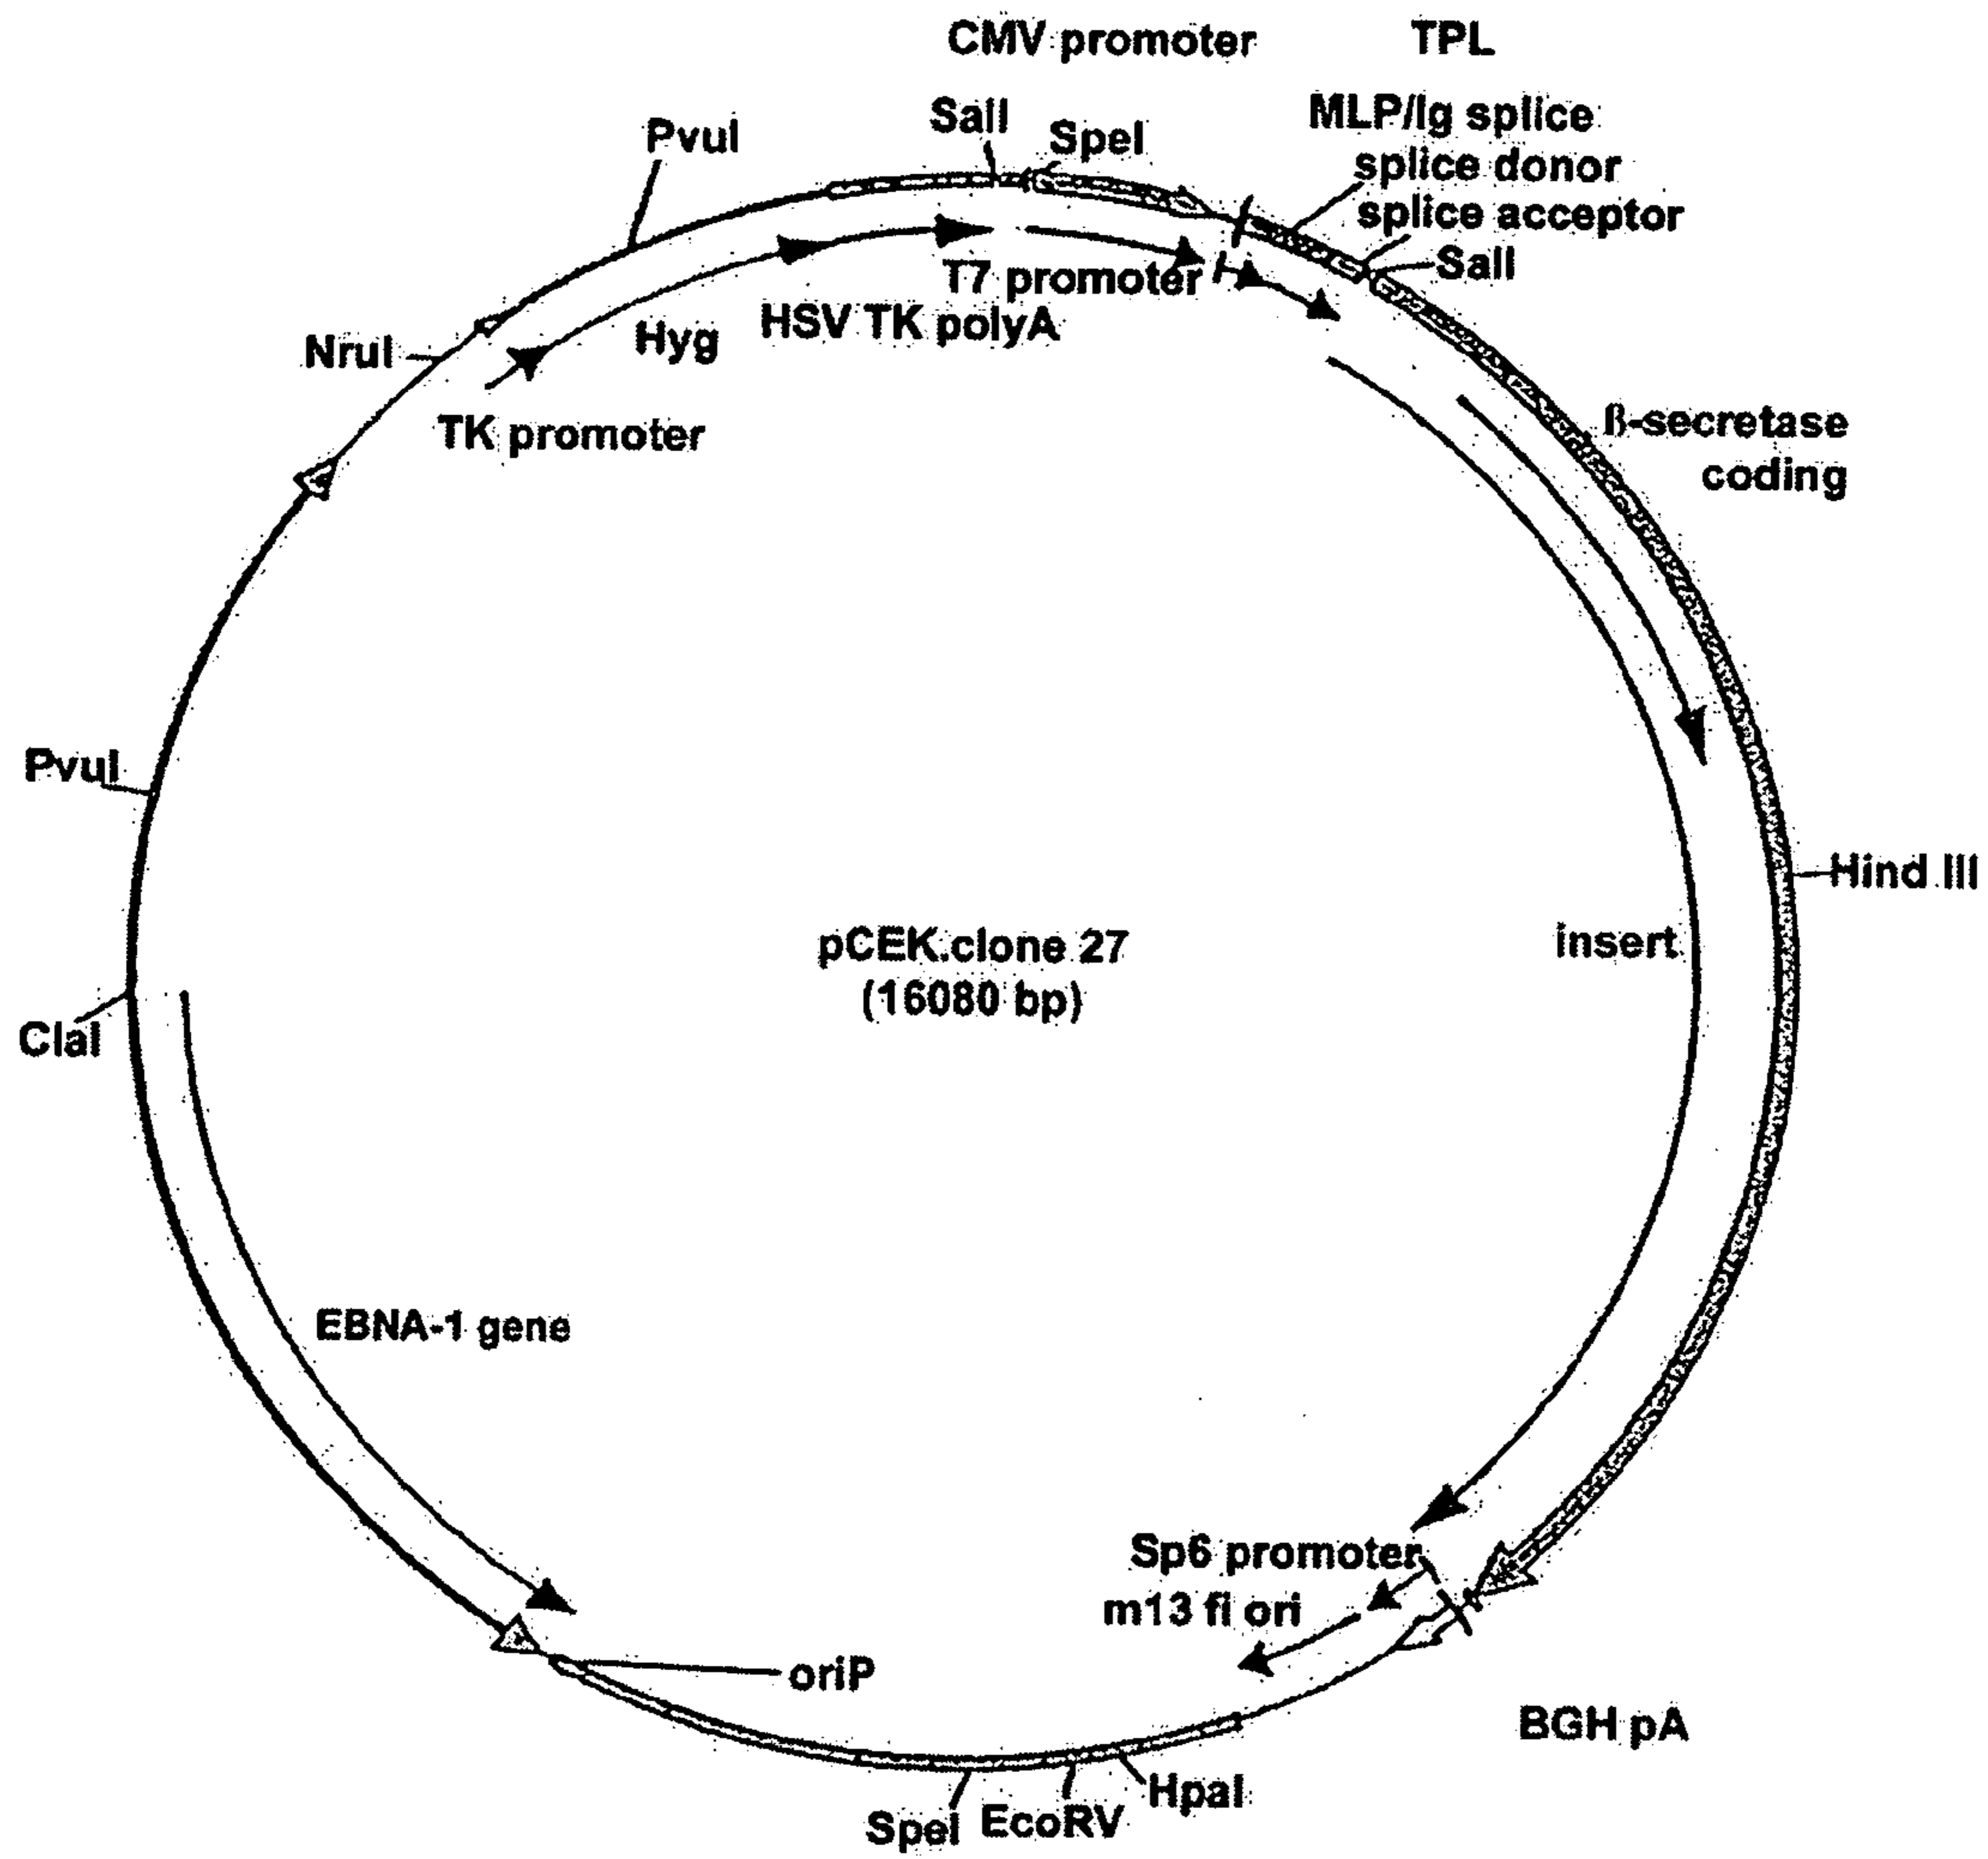 CMV promoter
TPL
SalI
SpeI
PvuI
MLP/Ig splice
splice donor
splice acceptor
SalI
T7 promoter
HSV TK polyA
Hyg
NruI
TK promoter
ß-secretase
coding
PvuI
Hind III
insert
pCEK.clone 27
(16080 bp)
ClaI
EBNA-1 gene
Sp6 promoter
m13 fi ori
oriP
BGH pA
HpaI
EcoRV
SpeI